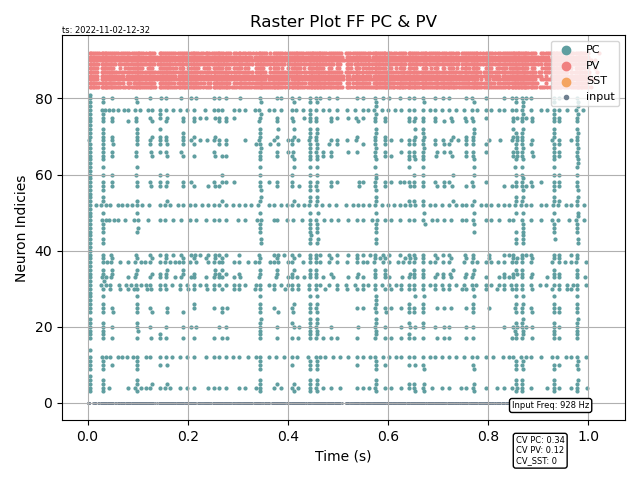 Raster Plot FF PC & PV
ts: 2022-11-02-12-32
PC
PV
SST
input
80
60
40
20
0
Neuron Indicies
Input Freq: 928 Hz
0.0 0.2 0.4 0.6 0.8 1.0
Time (s)
CV PC: 0.34
CV PV: 0.12
CV_SST: 0